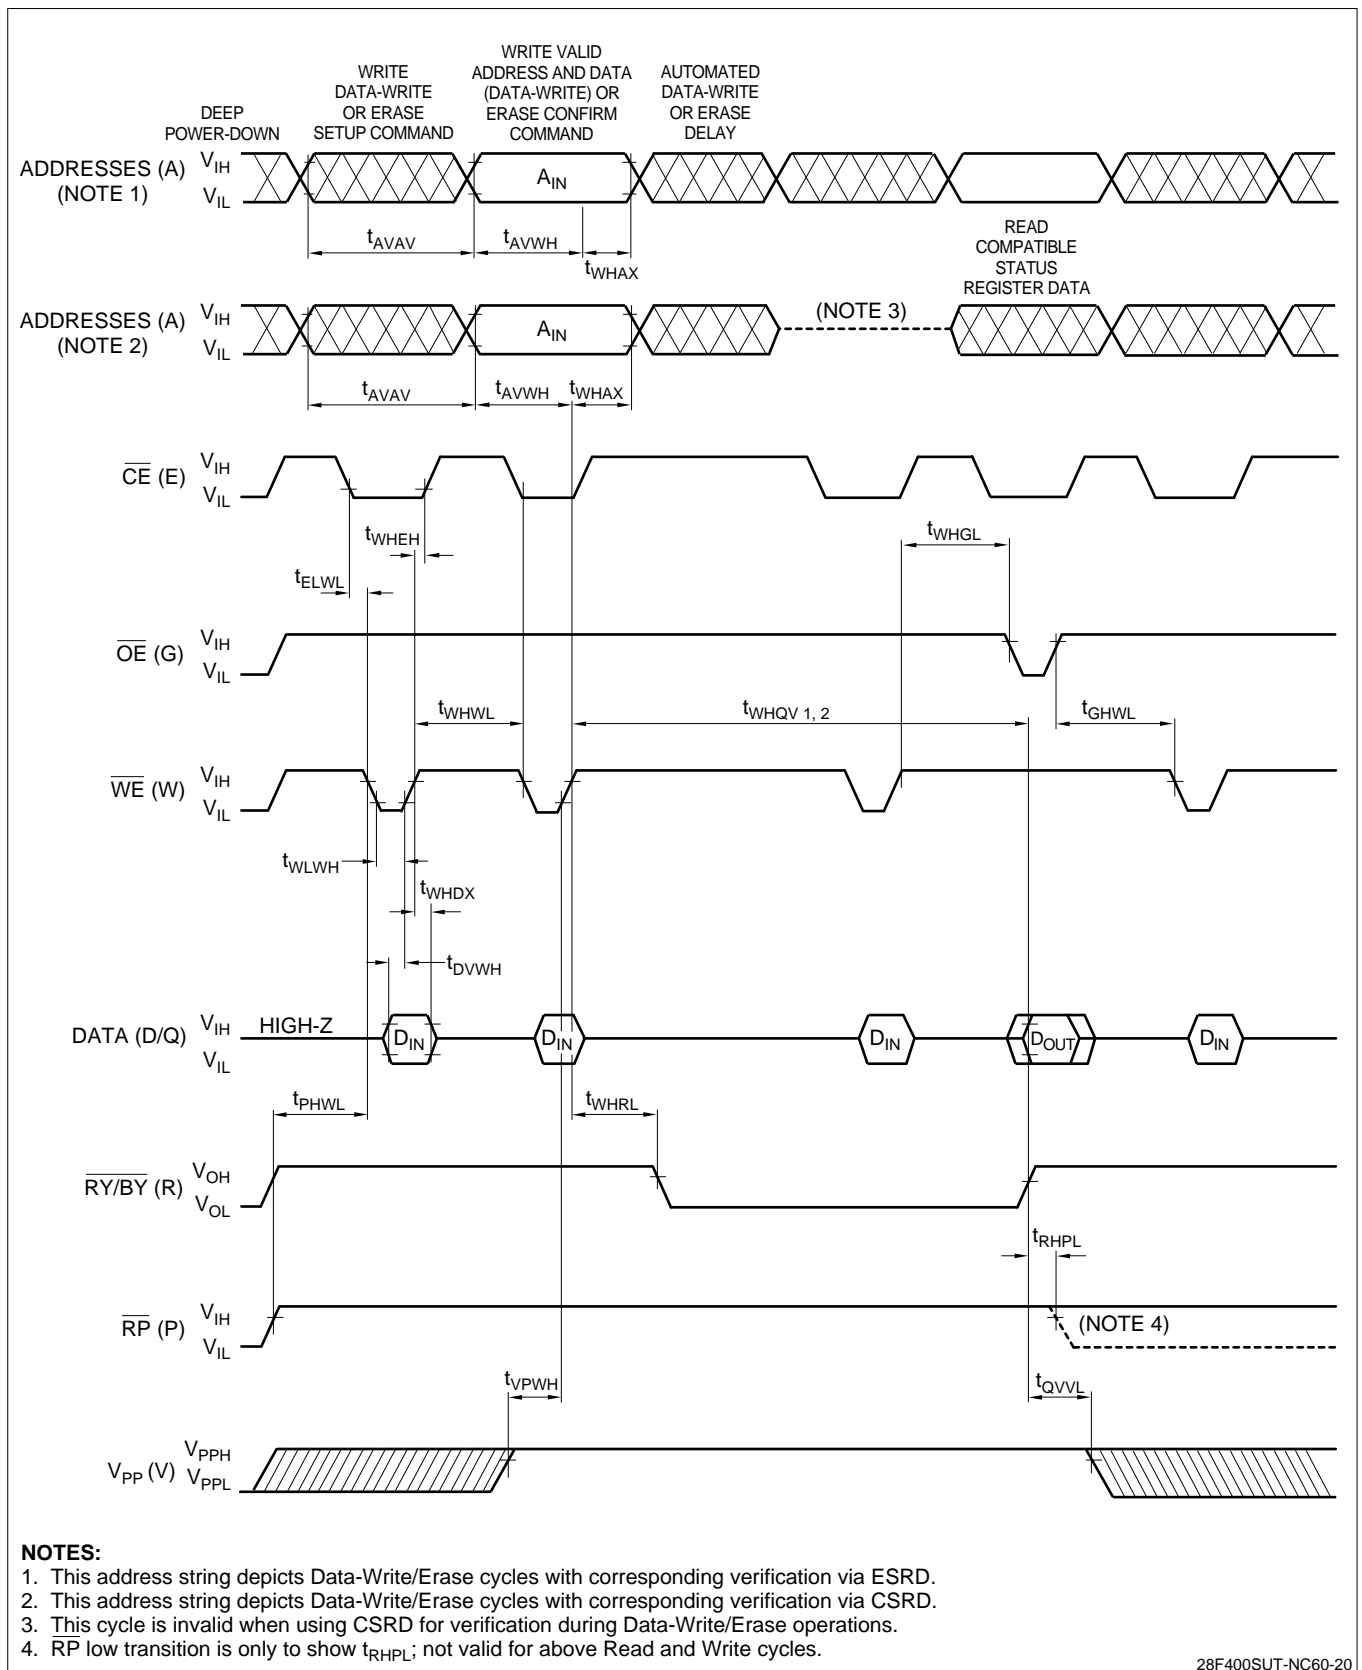 DEEP
POWER-DOWN
WRITE
DATA-WRITE
OR ERASE
SETUP COMMAND
WRITE VALID
ADDRESS AND DATA
(DATA-WRITE) OR
ERASE CONFIRM
COMMAND
AUTOMATED
DATA-WRITE
OR ERASE
DELAY
ADDRESSES (A)
(NOTE 1)
VIH
VIL
AIN
tAVAV
tAVWH
tWHAX
READ
COMPATIBLE
STATUS
REGISTER DATA
ADDRESSES (A)
(NOTE 2)
VIH
VIL
AIN
(NOTE 3)
tAVAV
tAVWH
tWHAX
CE (E)
VIH
VIL
tWHEH
tWHGL
tELWL
OE (G)
VIH
VIL
tWHWL
tWHQV 1, 2
tGHWL
WE (W)
VIH
VIL
tWLWH
tWHDX
tDVWH
DATA (D/Q)
VIH
VIL
HIGH-Z
DIN
DIN
DIN
DOUT
DIN
tPHWL
tWHRL
RY/BY (R)
VOH
VOL
tRHPL
RP (P)
VIH
VIL
(NOTE 4)
tVPWH
tQVVL
VPP (V)
VPPH
VPPL
NOTES:
1. This address string depicts Data-Write/Erase cycles with corresponding verification via ESRD.
2. This address string depicts Data-Write/Erase cycles with corresponding verification via CSRD.
3. This cycle is invalid when using CSRD for verification during Data-Write/Erase operations.
4. RP low transition is only to show tRHPL; not valid for above Read and Write cycles.
28F400SUT-NC60-20